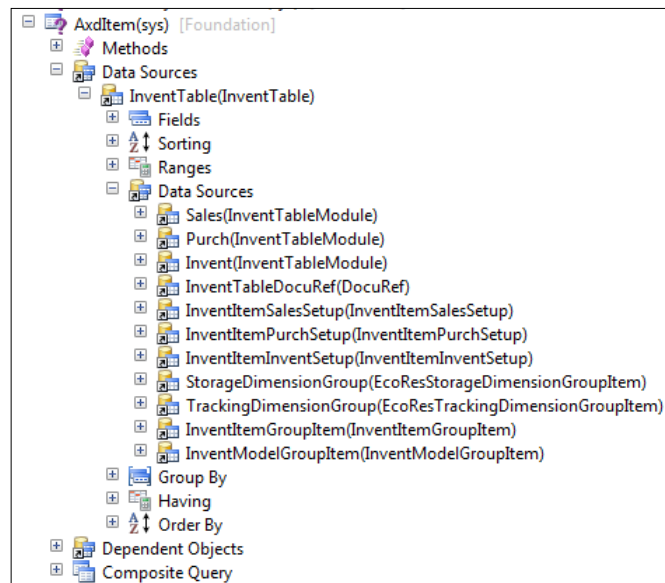 AxdItem(sys) [Foundation]
Methods
Data Sources
InventTable(InventTable)
Fields
Sorting
Ranges
Data Sources
Sales(InventTableModule)
Purch(InventTableModule)
Invent(InventTableModule)
InventTableDocuRef(DocuRef)
InventItemSalesSetup(InventItemSalesSetup)
InventItemPurchSetup(InventItemPurchSetup)
InventItemInventSetup(InventItemInventSetup)
StorageDimensionGroup(EcoResStorageDimensionGroupItem)
TrackingDimensionGroup(EcoResTrackingDimensionGroupItem)
InventItemGroupItem(InventItemGroupItem)
InventModelGroupItem(InventModelGroupItem)
Group By
Having
Order By
Dependent Objects
Composite Query